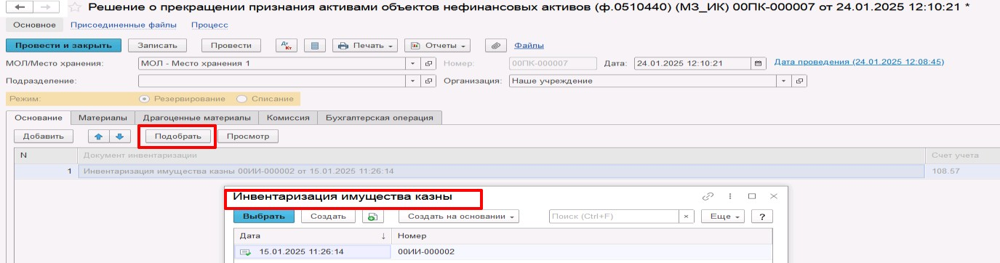 Решение о прекращении признания активами объектов нефинансовых активов (ф.0510440) (МЗ_ИК) 00ПК-000007 от 24.01.2025 12:10:21 *
Основное Присоединенные файлы Процесс
Провести и закрыть Записать Провести Дт Кт Печать Отчеты Файлы
МОЛ/Место хранения: МОЛ - Место хранения 1 Номер: 00ПК-000007 Дата: 24.01.2025 12:10:21 Дата проведения (24.01.2025 12:08:45)
Подразделение: Организация: Наше учреждение
Режим: Резервирование Списание
Основание Материалы Драгоценные материалы Комиссия Бухгалтерская операция
Добавить Подобрать Просмотр
N Документ инвентаризации Счет учета
1 Инвентаризация имущества казны 00ИИ-000002 от 15.01.2025 11:26:14 108.57
Инвентаризация имущества казны
Выбрать Создать Создать на основании Поиск (Ctrl+F) × Еще ?
Дата ↓ Номер
15.01.2025 11:26:14 00ИИ-000002